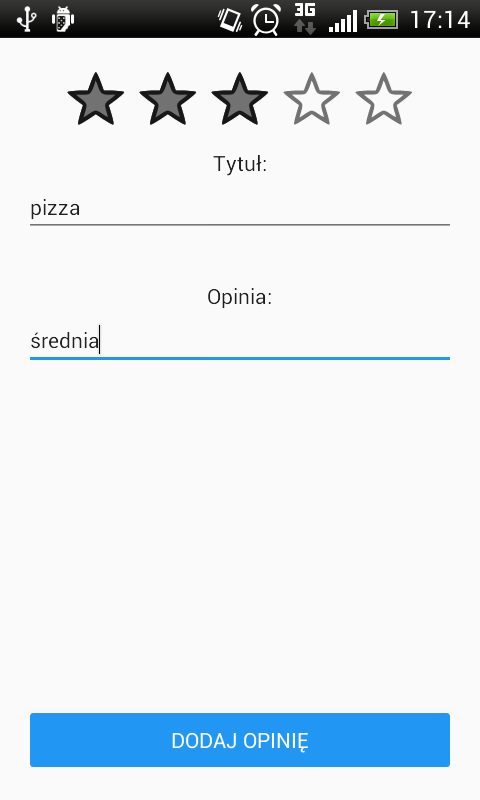 3G 17:14
Tytuł:
pizza
Opinia:
średnia
DODAJ OPINIĘ